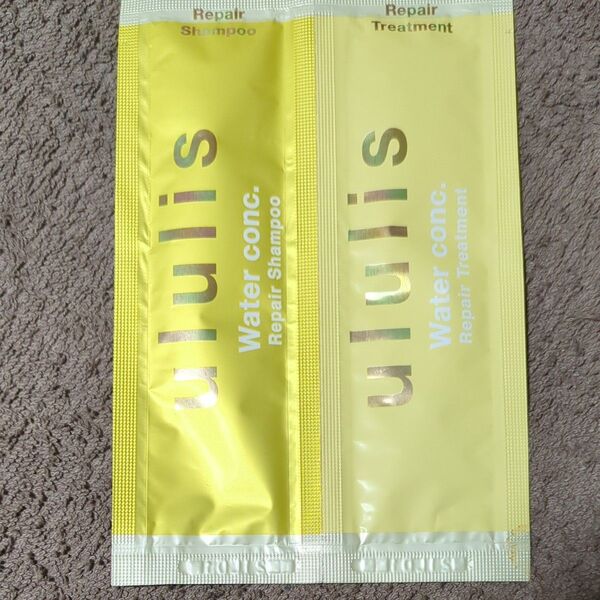 Repair
Shampoo
Repair
Treatment
ululis
Water conc.
Repair Shampoo
ululis
Water conc.
Repair Treatment